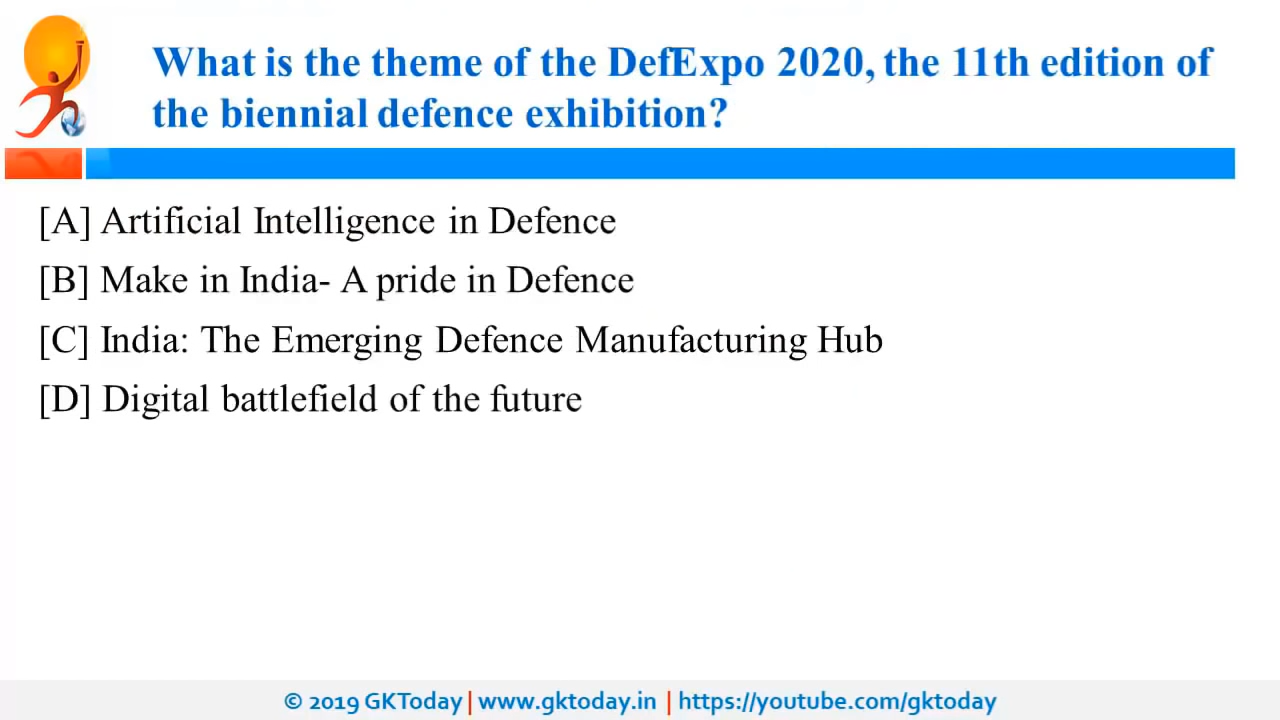 What is the theme of the DefExpo 2020, the 11th edition of
the biennial defence exhibition?
[A] Artificial Intelligence in Defence
[B] Make in India- A pride in Defence
[C] India: The Emerging Defence Manufacturing Hub
[D] Digital battlefield of the future
© 2019 GKToday | www.gktoday.in | https://youtube.com/gktoday